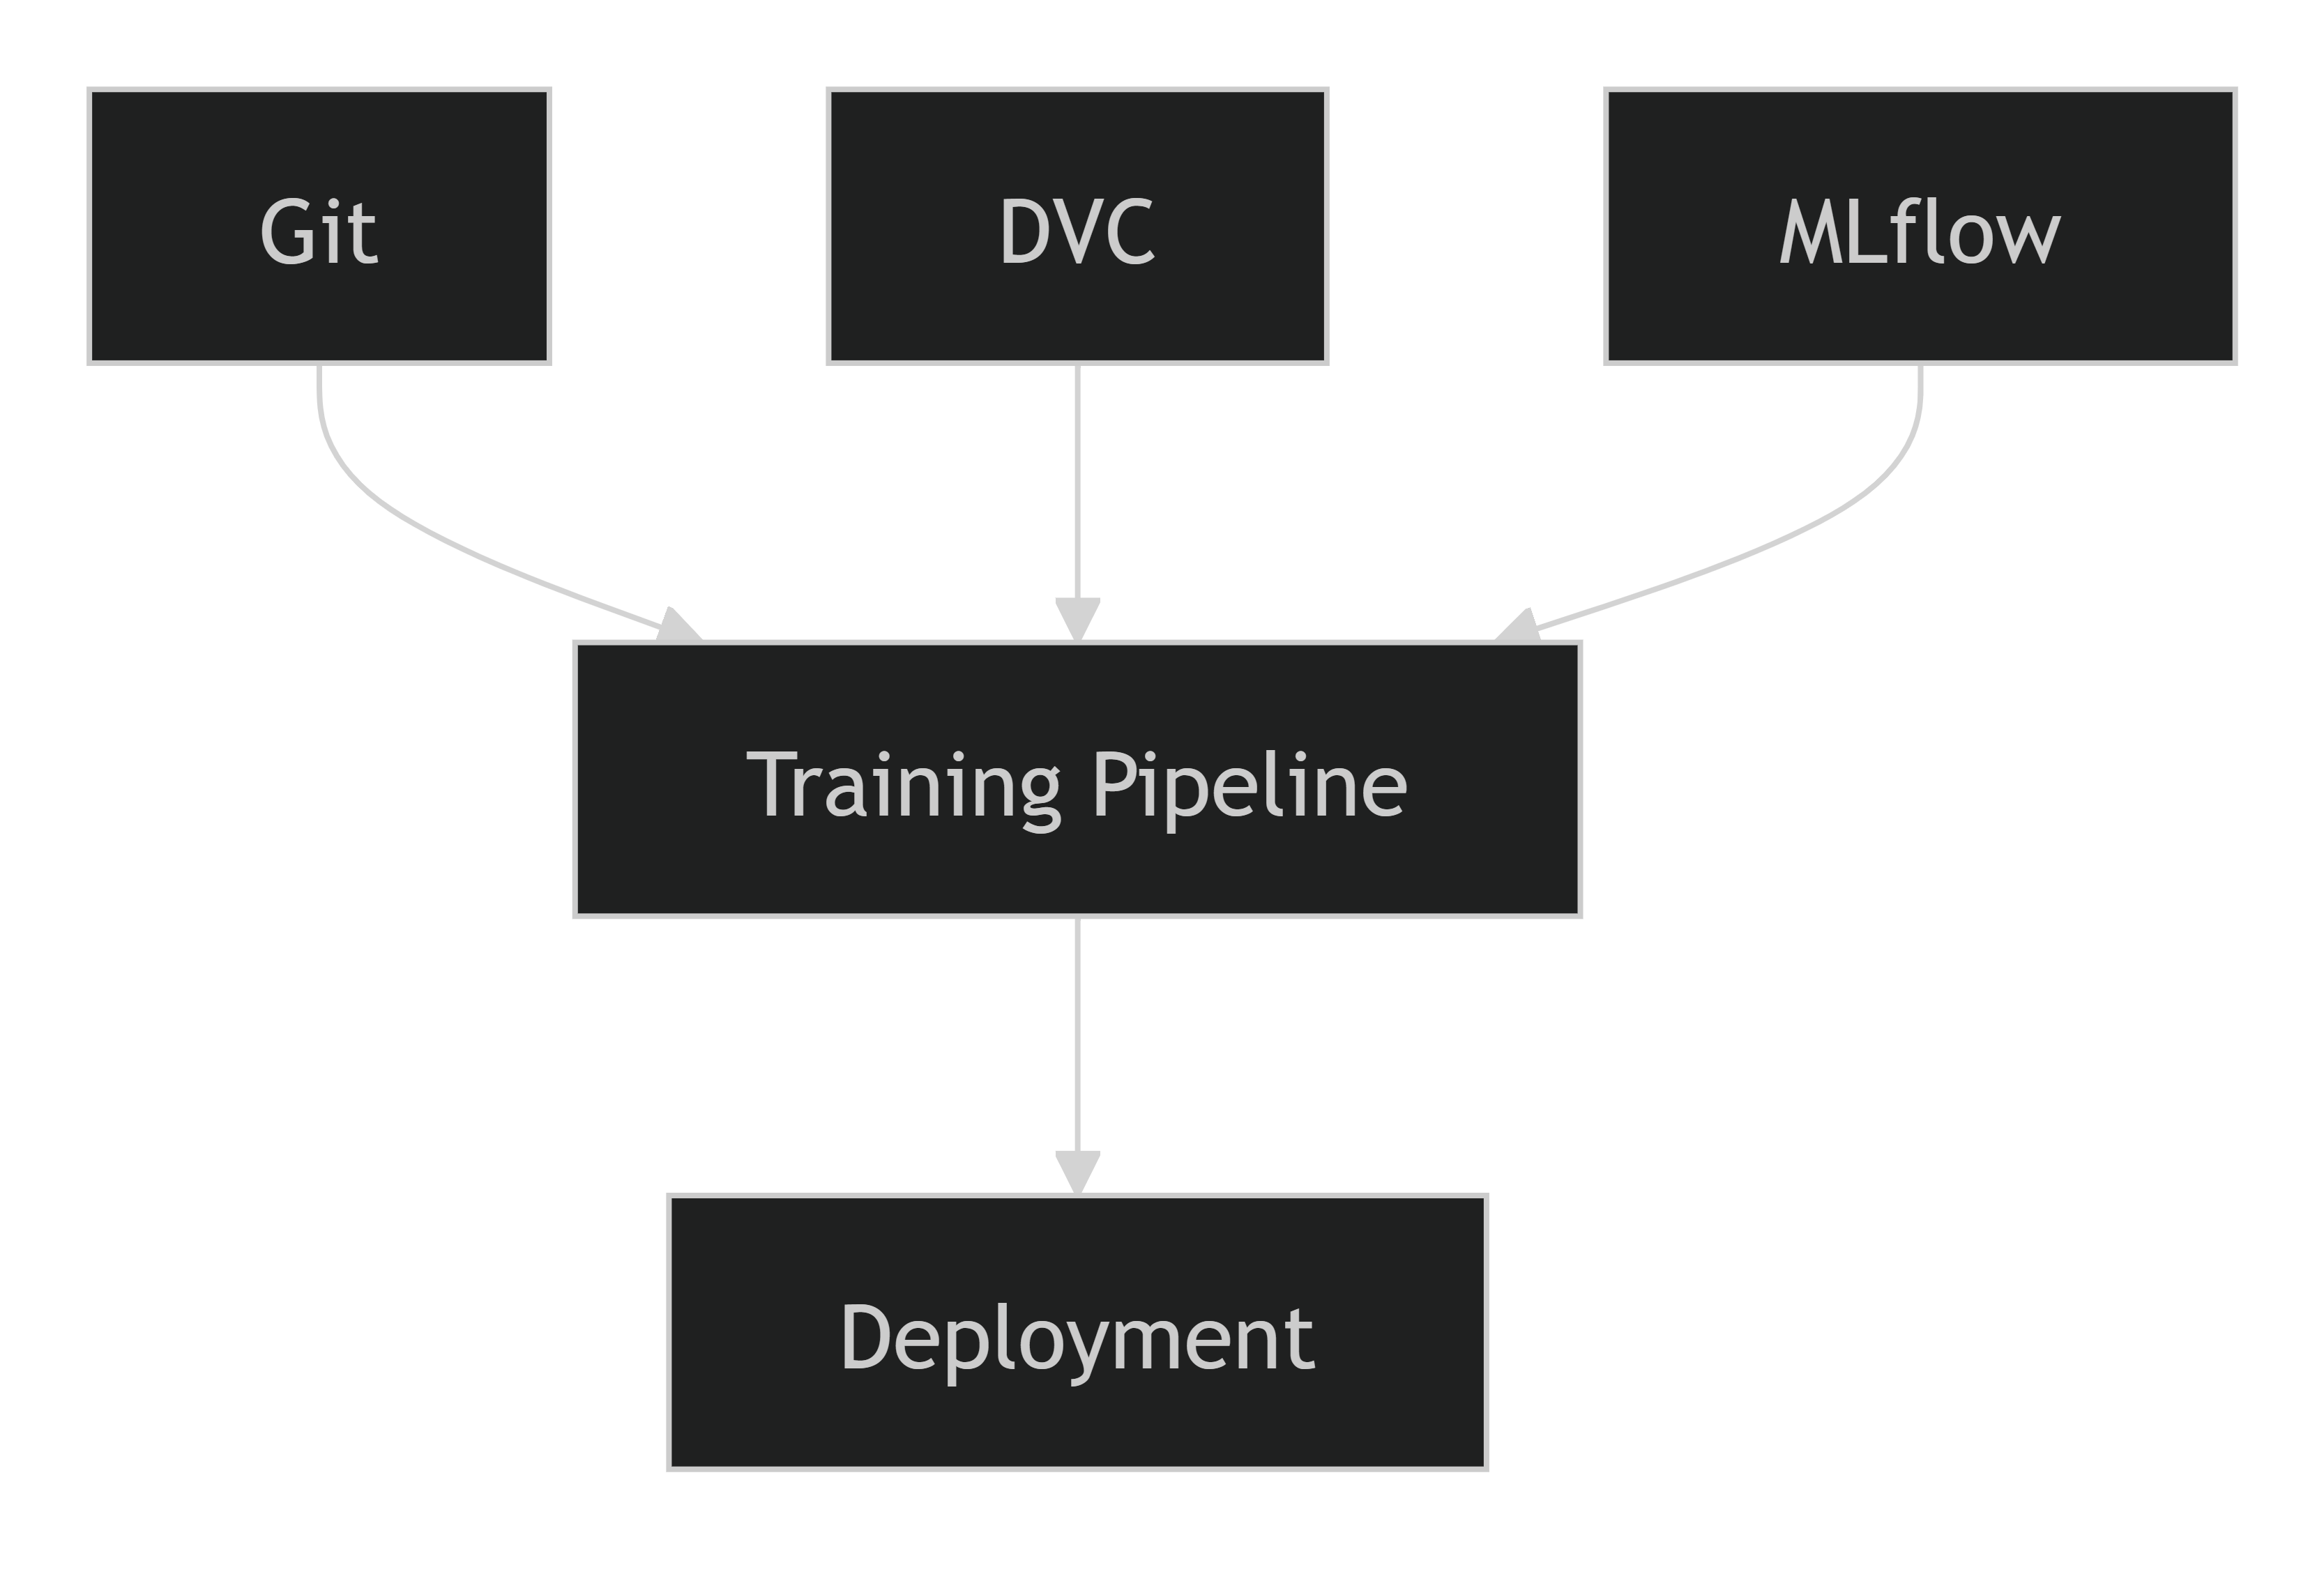 Git
DVC
MLflow
Training Pipeline
Deployment